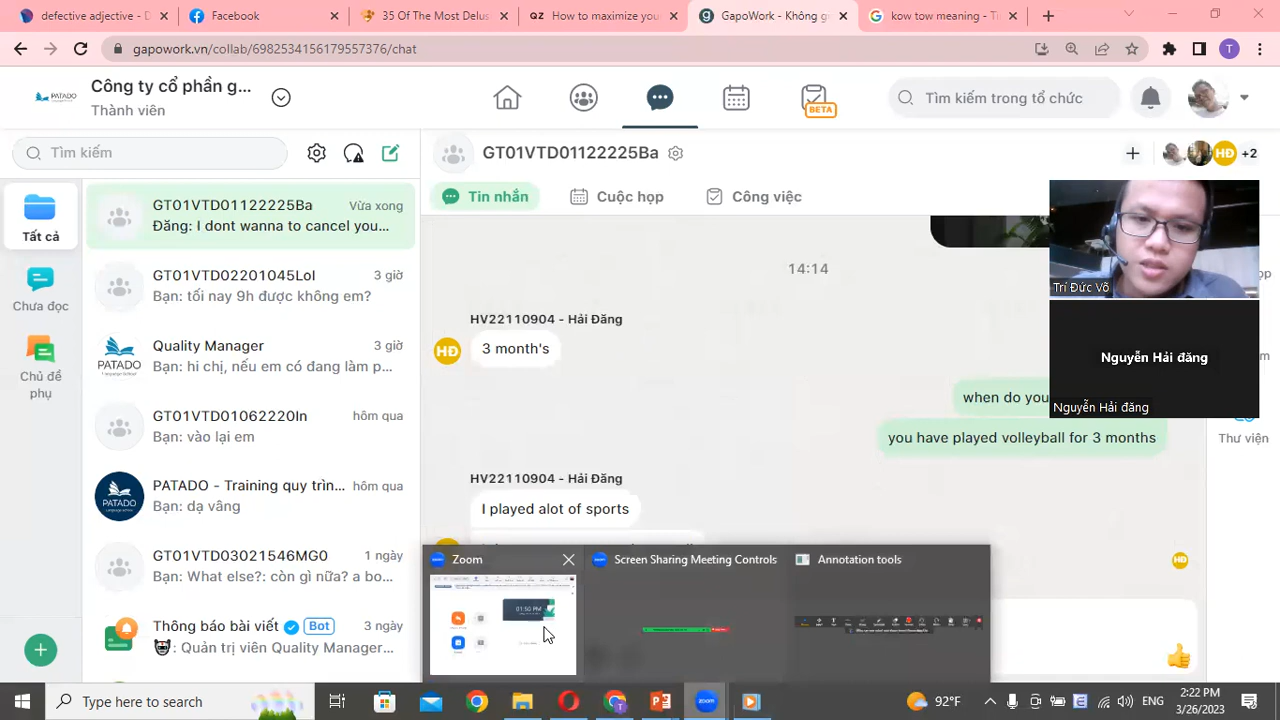 defective adjective - D
Facebook
35 Of The Most Delus
QZ How to maximize you
GapoWork - Không g
kow tow meaning - Ti
gapowork.vn/collab/6982534156179557376/chat
T
PATADO
Công ty cổ phần g...
Thành viên
BETA
Tìm kiếm trong tổ chức
Tìm kiếm
GT01VTD01122225Ba
HĐ +2
Tin nhắn
Cuộc họp
Công việc
Tất cả
Chưa đọc
Chủ đề phụ
GT01VTD01122225Ba Vừa xong
Đăng: I dont wanna to cancel you...
GT01VTD02201045LoI 3 giờ
Bạn: tối nay 9h được không em?
Quality Manager 3 giờ
Bạn: hi chị, nếu em có đang làm p...
GT01VTD01062220In hôm qua
Bạn: vào lại em
PATADO - Training quy trìn... hôm qua
Bạn: dạ vâng
GT01VTD03021546MG0 1 ngày
Bạn: What else?: còn gì nữa? a bo...
Thông báo bài viết Bot 3 ngày
: Quản trị viên Quality Manager...
14:14
HV22110904 - Hải Đăng
HĐ
3 month's
when do you
you have played volleyball for 3 months
HV22110904 - Hải Đăng
I played alot of sports
HĐ
Trí Đức Võ
Nguyễn Hải đăng
Nguyễn Hải đăng
Thư viện
Zoom
Screen Sharing Meeting Controls
Annotation tools
01:50 PM
Type here to search
92°F
ENG
2:22 PM
3/26/2023